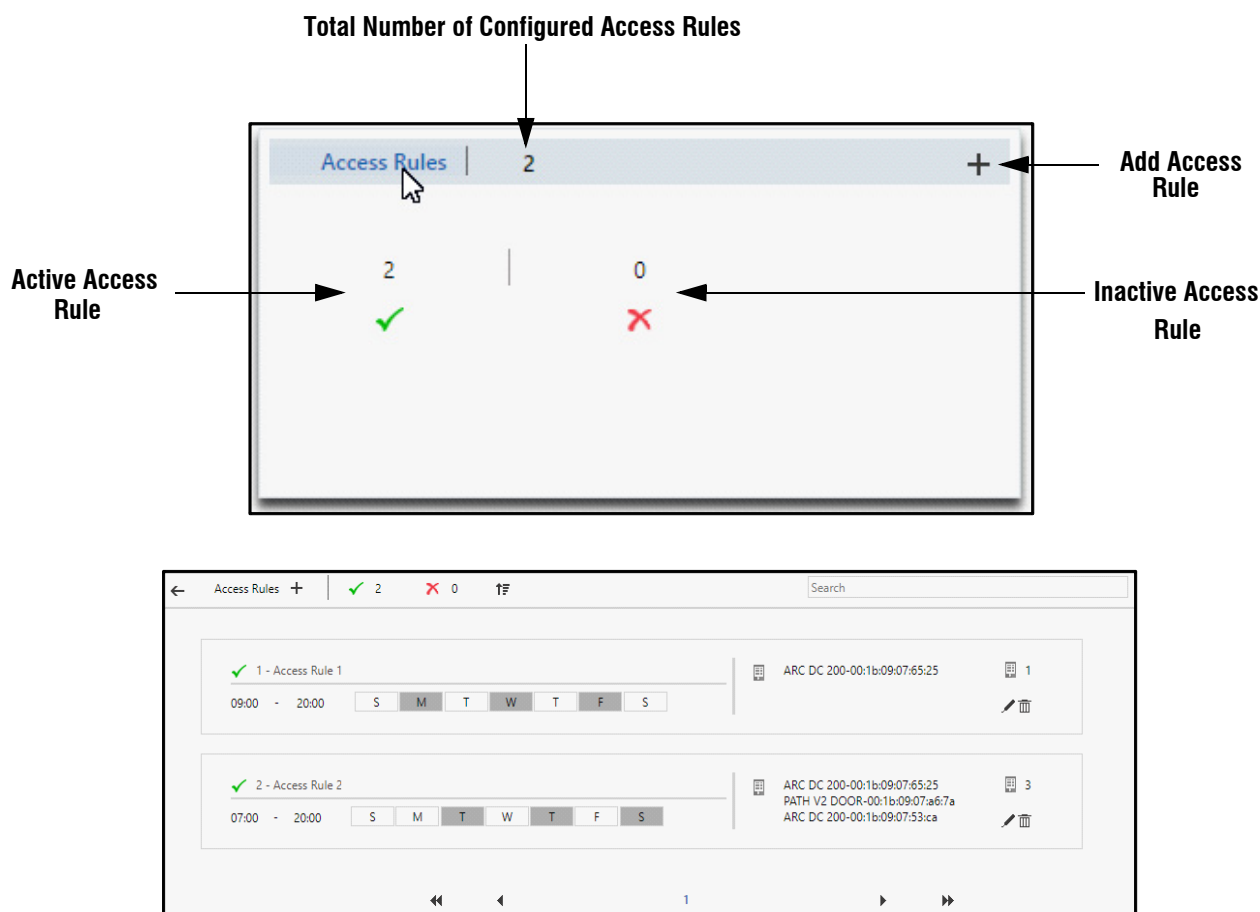 Total Number of Configured Access Rules
Access Rules 2 +
Add Access
Rule
2 0
Active Access
Rule
Inactive Access
Rule
Access Rules + 2 0 Search
1 - Access Rule 1
09:00 - 20:00 S M T W T F S
ARC DC 200-00:1b:09:07:65:25 1
2 - Access Rule 2
07:00 - 20:00 S M T W T F S
ARC DC 200-00:1b:09:07:65:25 3
PATH V2 DOOR-00:1b:09:07:a6:7a
ARC DC 200-00:1b:09:07:53:ca
1